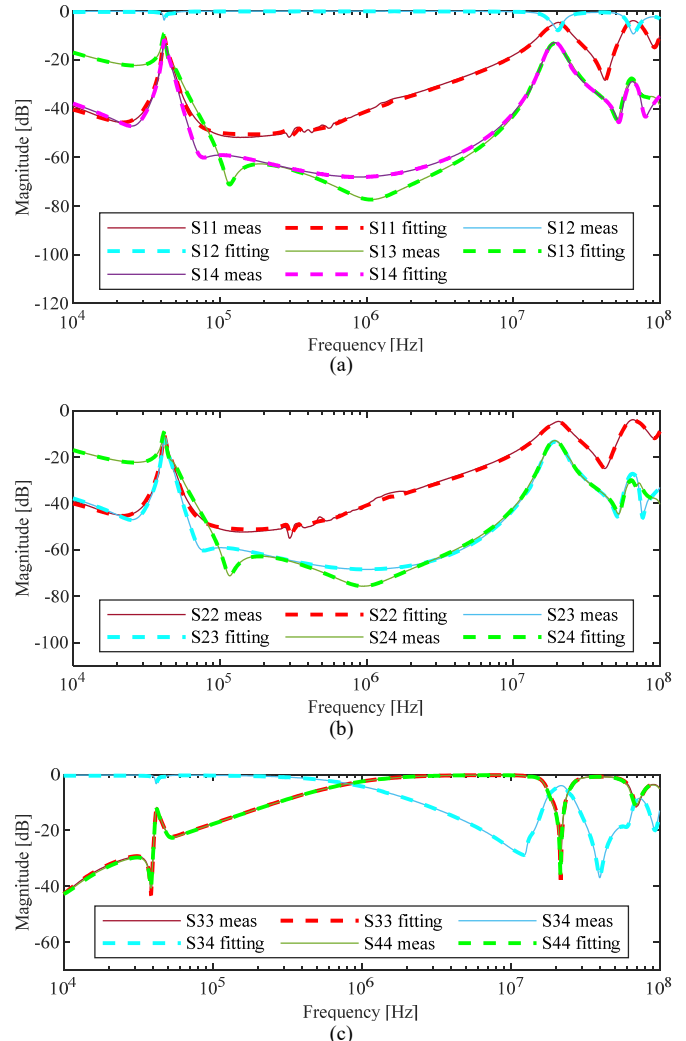 0
-20
-40
-60
-80
-100
-120
Magnitude [dB]
S11 meas S11 fitting S12 meas
S12 fitting S13 meas S13 fitting
S14 meas S14 fitting
10^4 10^5 10^6 10^7 10^8
Frequency [Hz]
(a)
0
-20
-40
-60
-80
-100
Magnitude [dB]
S22 meas S22 fitting S23 meas
S23 fitting S24 meas S24 fitting
10^4 10^5 10^6 10^7 10^8
Frequency [Hz]
(b)
0
-20
-40
-60
Magnitude [dB]
S33 meas S33 fitting S34 meas
S34 fitting S44 meas S44 fitting
10^4 10^5 10^6 10^7 10^8
Frequency [Hz]
(c)